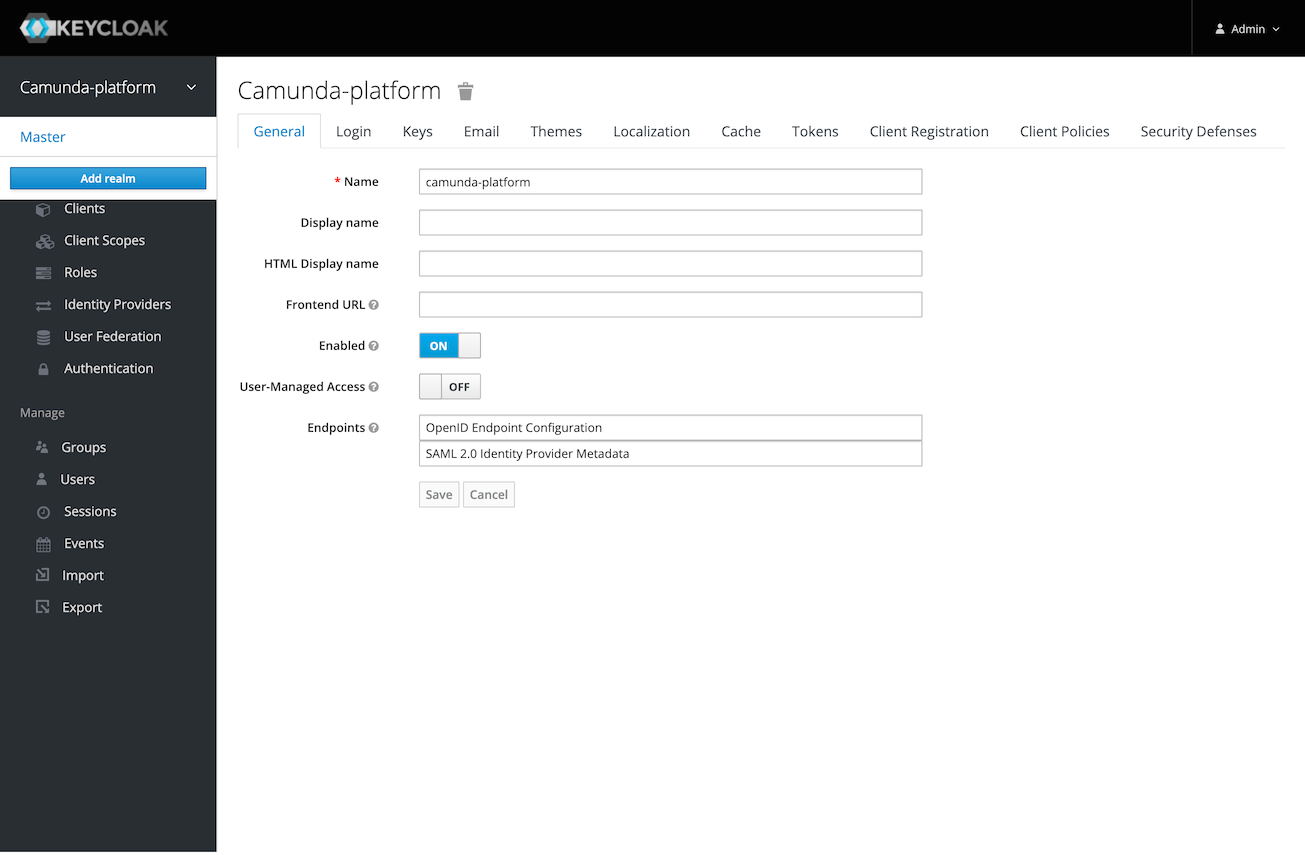 KEYCLOAK
Admin
Camunda-platform
Master
Add realm
Clients
Client Scopes
Roles
Identity Providers
User Federation
Authentication
Manage
Groups
Users
Sessions
Events
Import
Export
Camunda-platform
General Login Keys Email Themes Localization Cache Tokens Client Registration Client Policies Security Defenses
* Name camunda-platform
Display name
HTML Display name
Frontend URL ?
Enabled ? ON
User-Managed Access ? OFF
Endpoints ? OpenID Endpoint Configuration
SAML 2.0 Identity Provider Metadata
Save Cancel